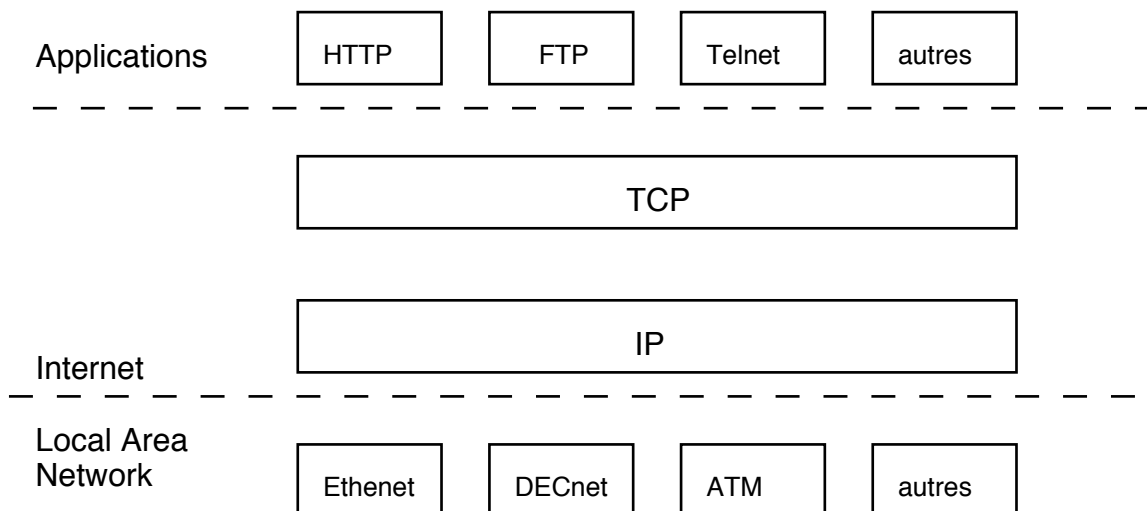 Applications
HTTP
FTP
Telnet
autres
TCP
IP
Internet
Local Area
Network
Ethenet
DECnet
ATM
autres